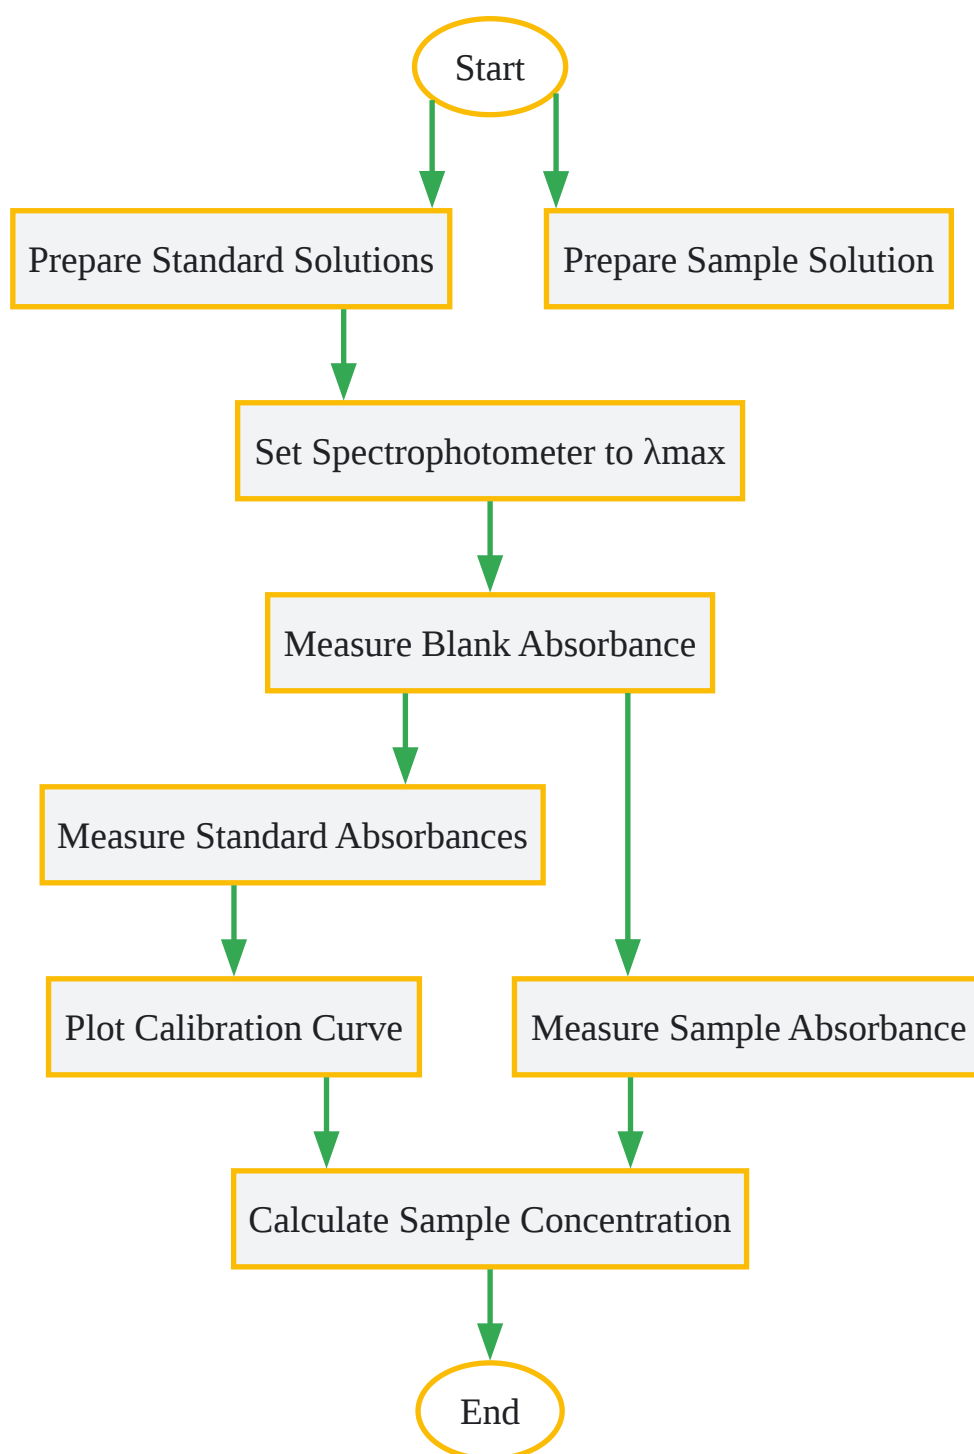 Start
Prepare Standard Solutions
Prepare Sample Solution
Set Spectrophotometer to λmax
Measure Blank Absorbance
Measure Standard Absorbances
Plot Calibration Curve
Measure Sample Absorbance
Calculate Sample Concentration
End